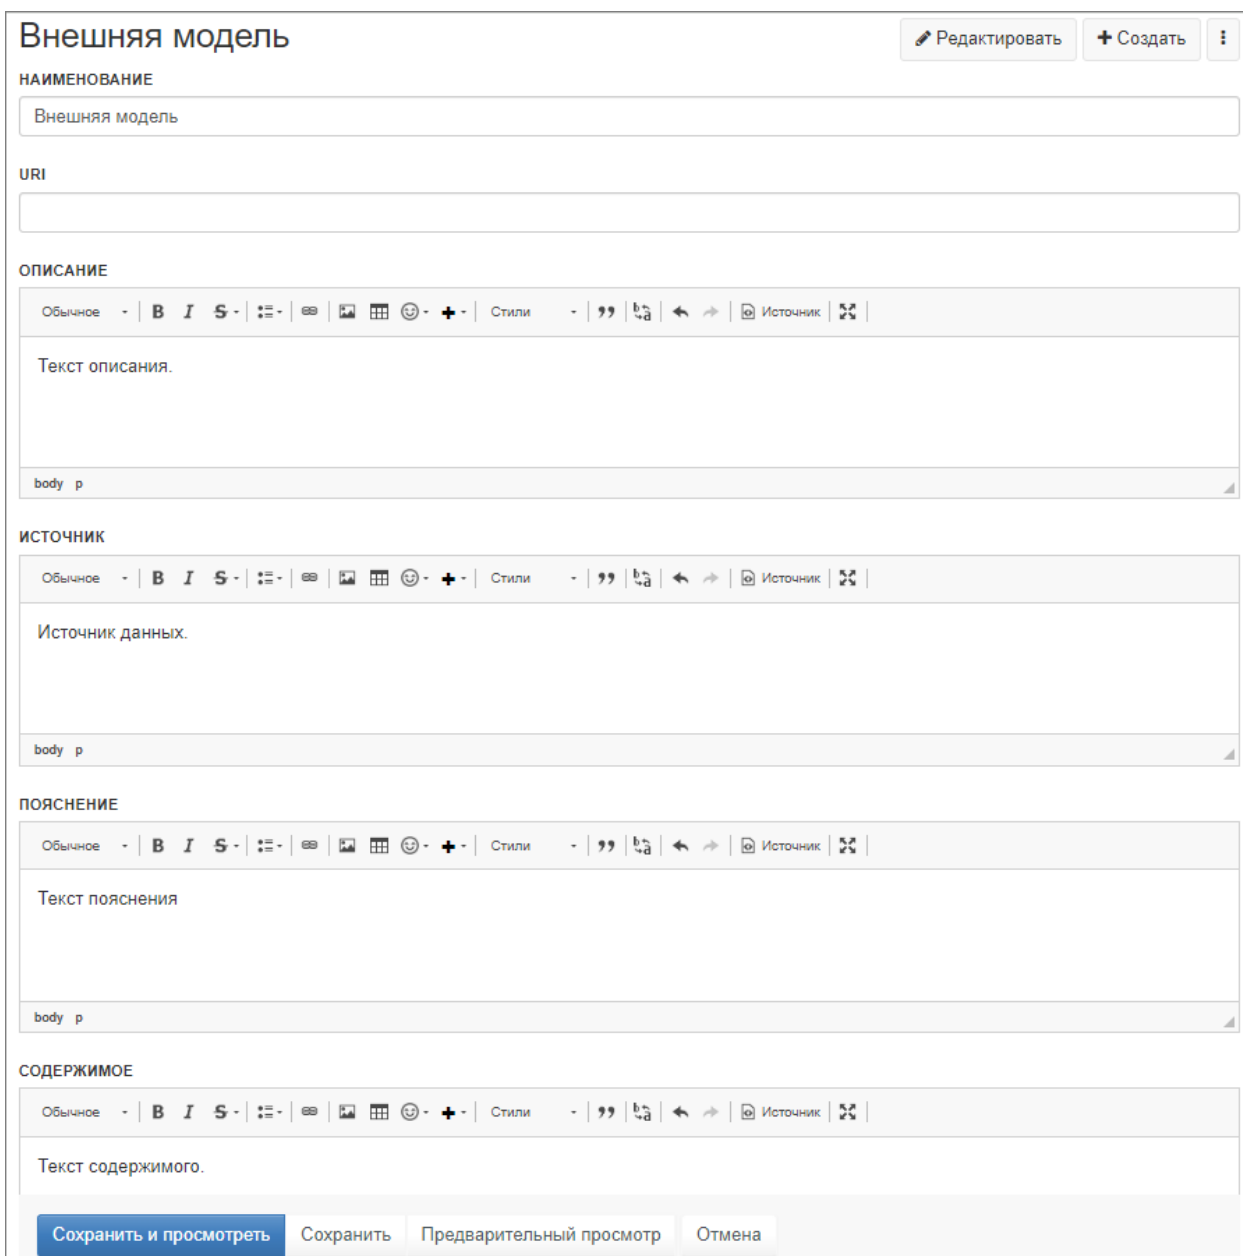 Внешняя модель
Редактировать
Создать
НАИМЕНОВАНИЕ
Внешняя модель
URI
ОПИСАНИЕ
Обычное B I S Стили Источник
Текст описания.
body p
ИСТОЧНИК
Обычное B I S Стили Источник
Источник данных.
body p
ПОЯСНЕНИЕ
Обычное B I S Стили Источник
Текст пояснения
body p
СОДЕРЖИМОЕ
Обычное B I S Стили Источник
Текст содержимого.
Сохранить и просмотреть Сохранить Предварительный просмотр Отмена